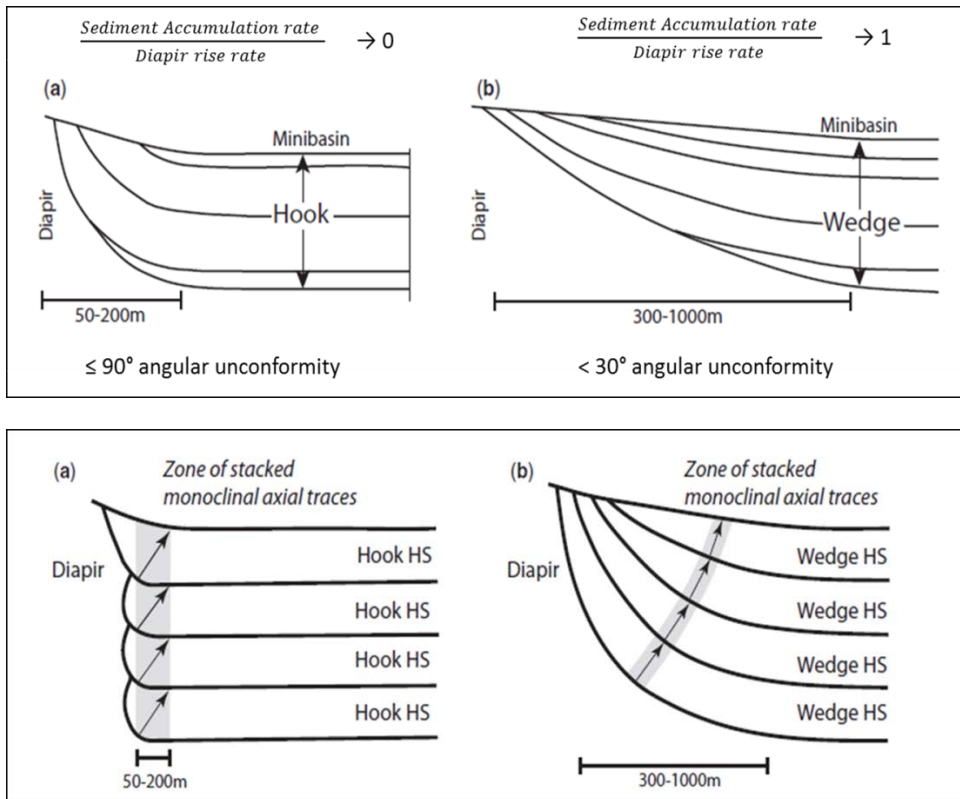 Sediment Accumulation rate
Diapir rise rate
→ 0
Sediment Accumulation rate
Diapir rise rate
→ 1
(a)
Minibasin
Hook
Diapir
50-200m
≤ 90° angular unconformity
(b)
Minibasin
Wedge
Diapir
300-1000m
< 30° angular unconformity
(a)
Zone of stacked
monoclinal axial traces
Diapir
Hook HS
Hook HS
Hook HS
Hook HS
50-200m
(b)
Zone of stacked
monoclinal axial traces
Diapir
Wedge HS
Wedge HS
Wedge HS
Wedge HS
300-1000m